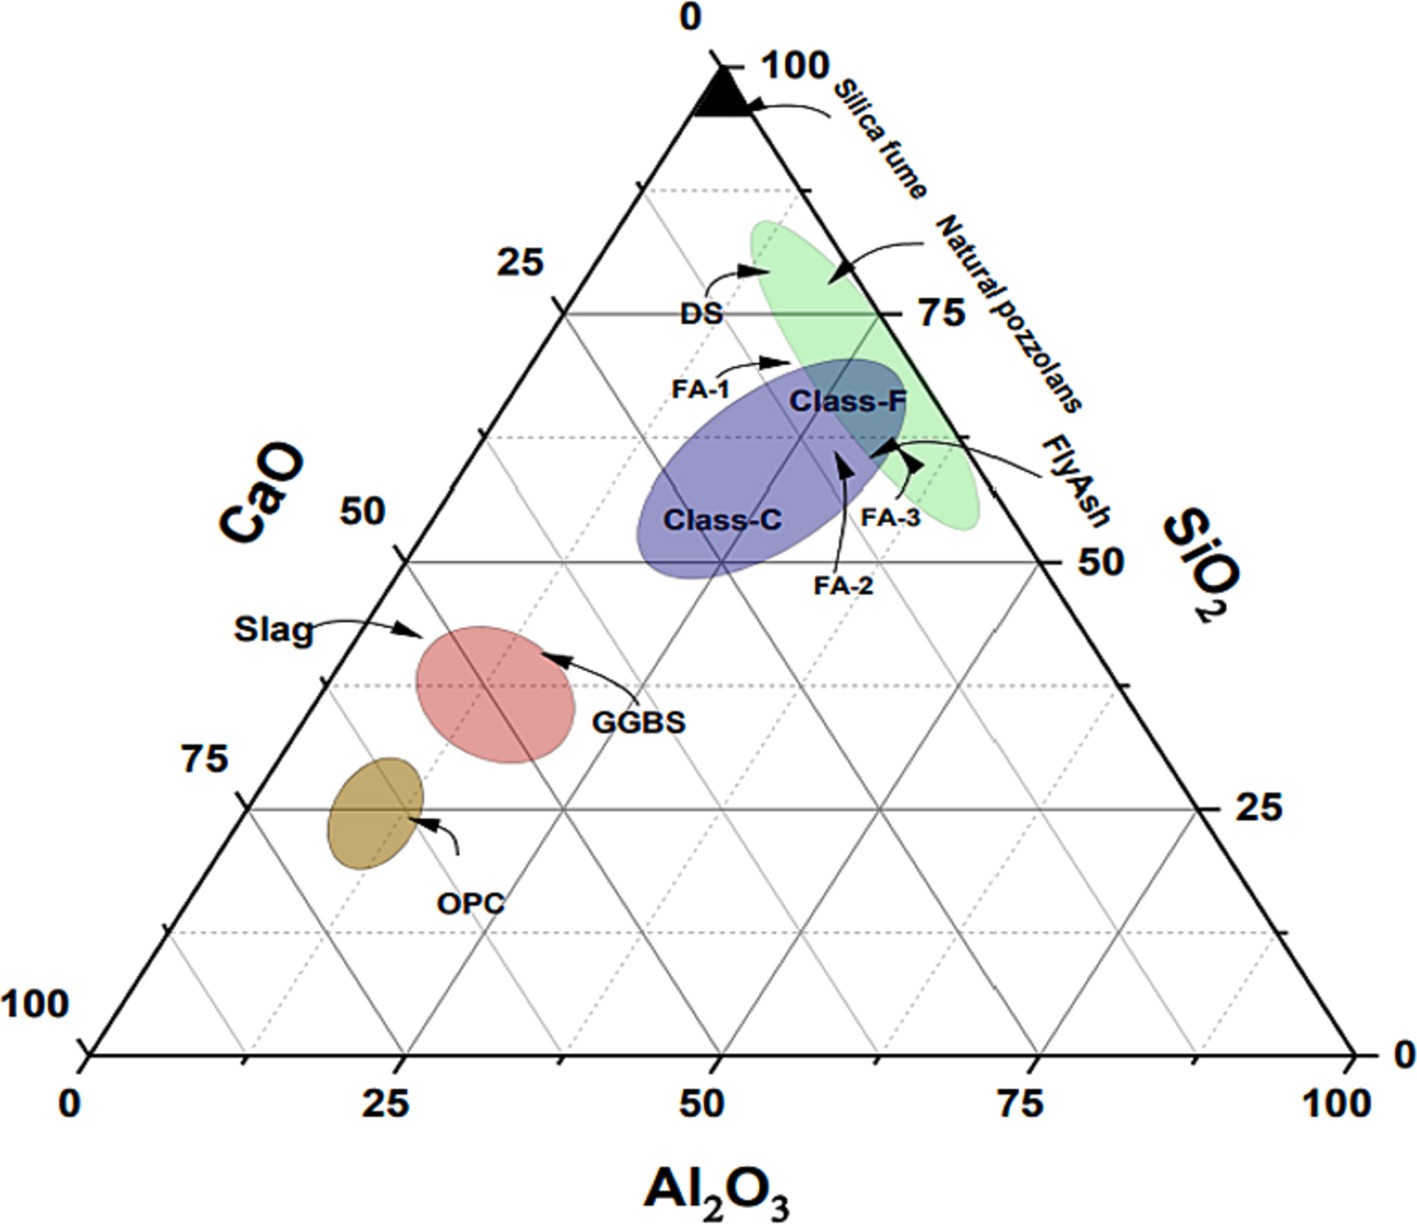 0
100
Silica fume
25
Natural pozzolans
DS
75
FA-1
Class-F
FlyAsh
CaO
50
Class-C
FA-3
SiO2
50
FA-2
Slag
GGBS
75
25
OPC
100
0
0
25
50
75
100
Al2O3